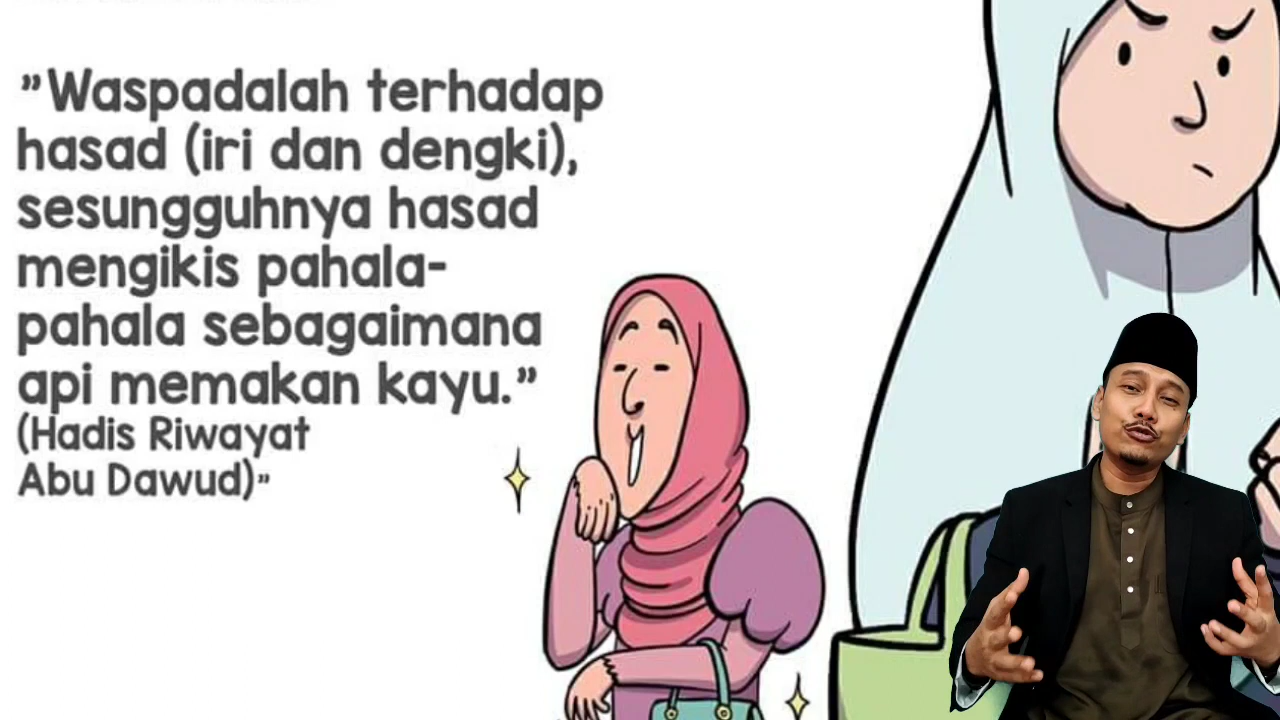 ”Waspadalah terhadap
hasad (iri dan dengki),
sesungguhnya hasad
mengikis pahala-
pahala sebagaimana
api memakan kayu.”
(Hadis Riwayat
Abu Dawud)”